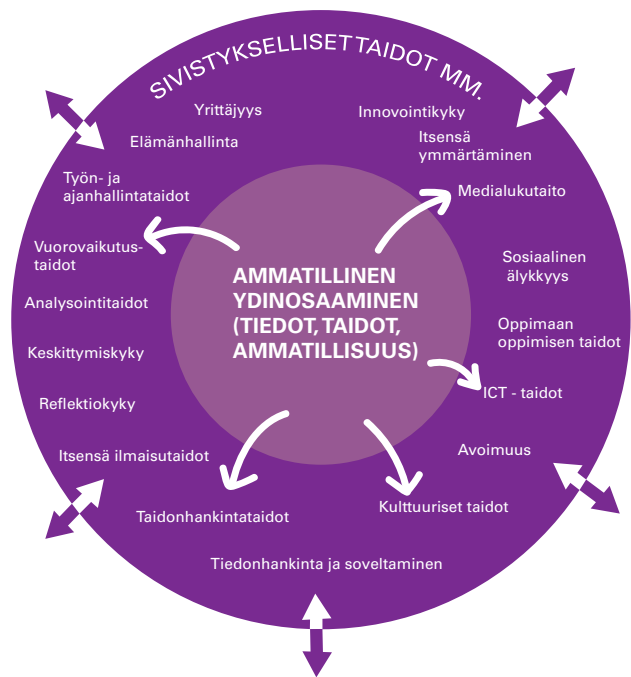 SIVISTYKSELLISET TAIDOT MM.
Yrittäjyys
Elämänhallinta
Työn- ja
ajanhallintataidot
Vuorovaikutus-
taidot
Analysointitaidot
Keskittymiskyky
Reflektiokyky
Itsensä ilmaisutaidot
Taidonhankintataidot
Tiedonhankinta ja soveltaminen
Innovointikyky
Itsensä
ymmärtäminen
Medialukutaito
Sosiaalinen
älykkyys
Oppimaan
oppimisen taidot
ICT - taidot
Avoimuus
Kulttuuriset taidot
AMMATILLINEN
YDINOSAAMINEN
(TIEDOT, TAIDOT,
AMMATILLISUUS)